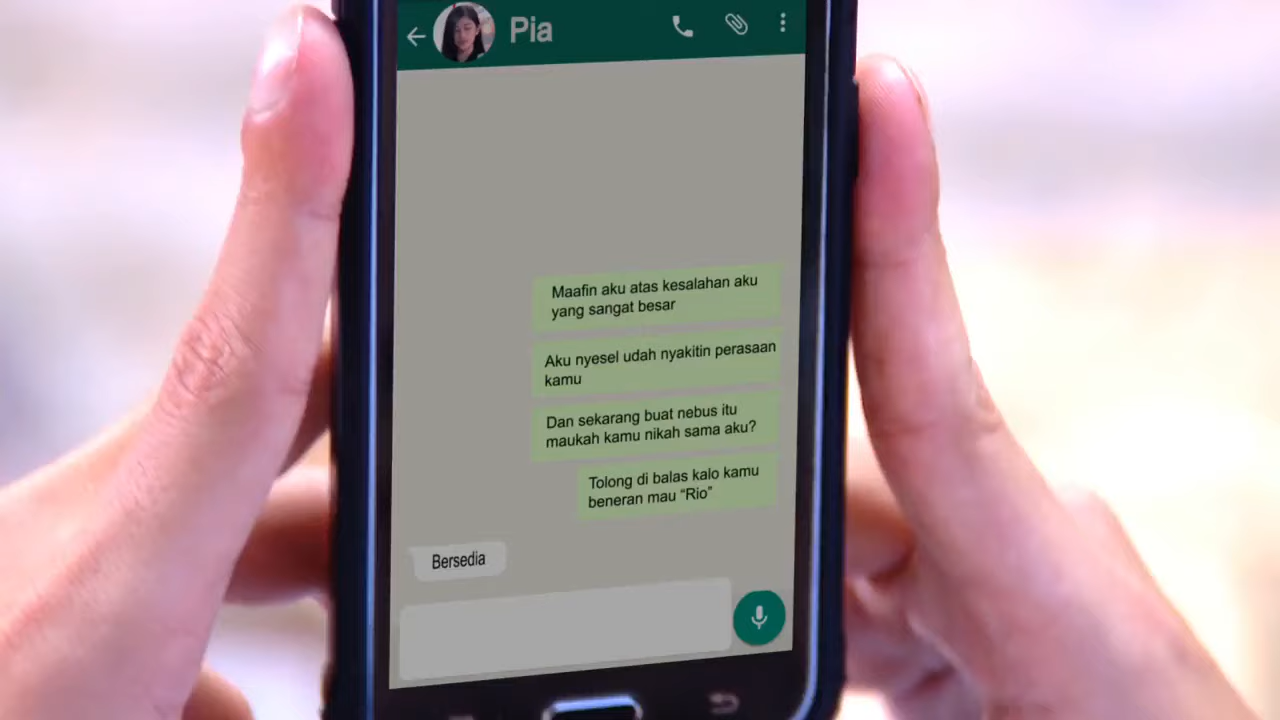 Pia
Maafin aku atas kesalahan aku
yang sangat besar
Aku nyesel udah nyakitin perasaan
kamu
Dan sekarang buat nebus itu
maukah kamu nikah sama aku?
Tolong di balas kalo kamu
beneran mau “Rio”
Bersedia